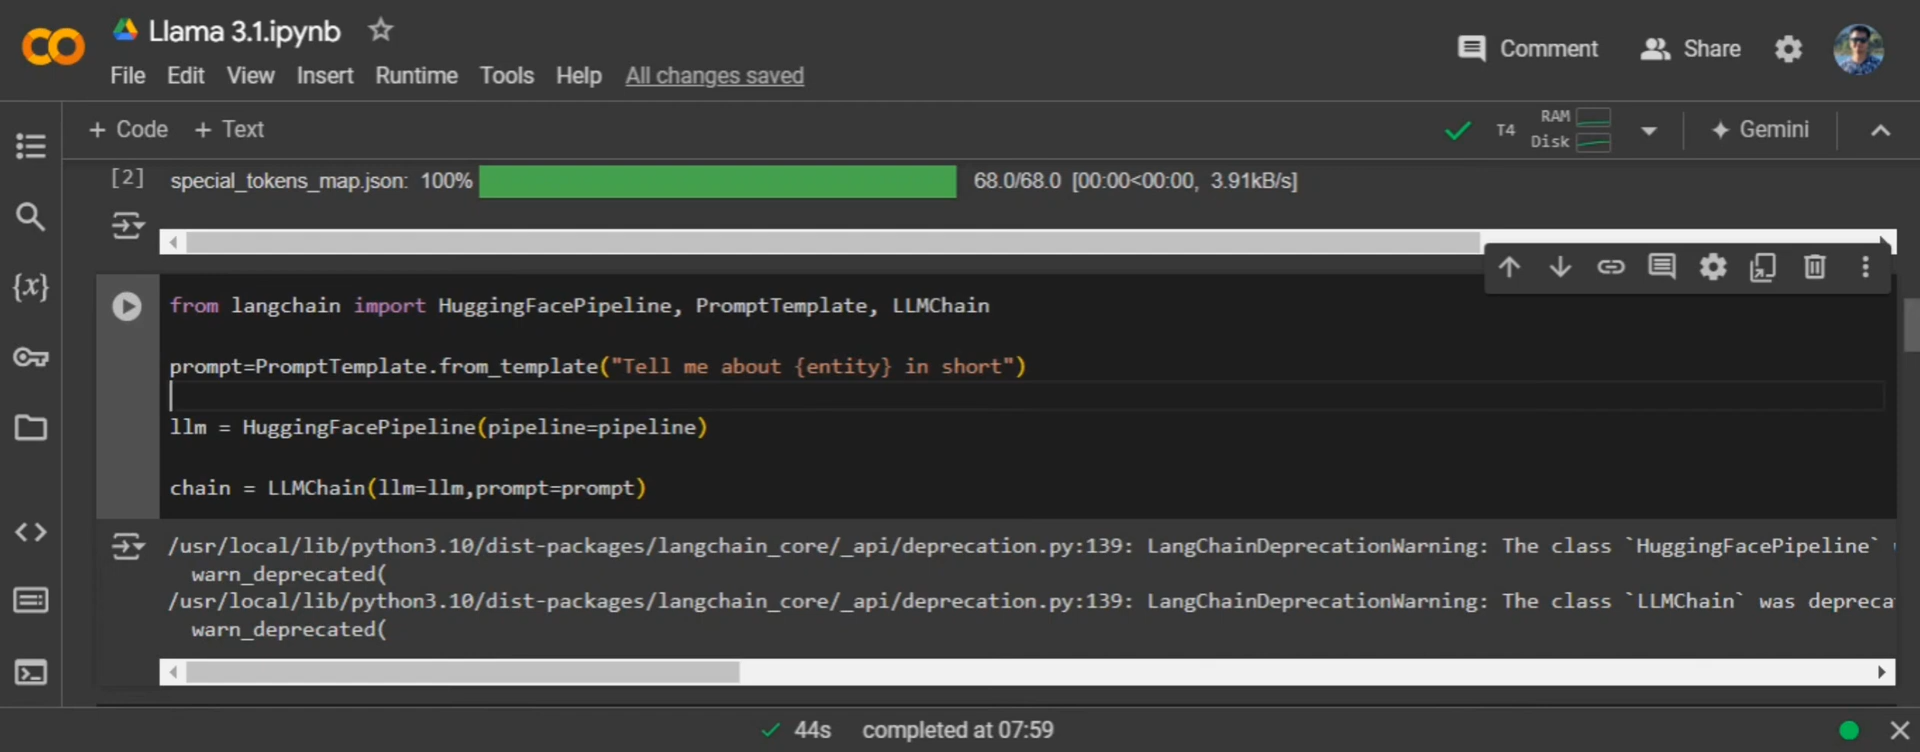 Llama 3.1.ipynb
Comment
Share
File Edit View Insert Runtime Tools Help All changes saved
+ Code + Text
T4
RAM
Disk
Gemini
[2]
special_tokens_map.json: 100%
68.0/68.0 [00:00<00:00, 3.91kB/s]
{x}
from langchain import HuggingFacePipeline, PromptTemplate, LLMChain
prompt=PromptTemplate.from_template("Tell me about {entity} in short")
llm = HuggingFacePipeline(pipeline=pipeline)
chain = LLMChain(llm=llm,prompt=prompt)
/usr/local/lib/python3.10/dist-packages/langchain_core/_api/deprecation.py:139: LangChainDeprecationWarning: The class `HuggingFacePipeline`
warn_deprecated(
/usr/local/lib/python3.10/dist-packages/langchain_core/_api/deprecation.py:139: LangChainDeprecationWarning: The class `LLMChain` was depreca
warn_deprecated(
44s completed at 07:59